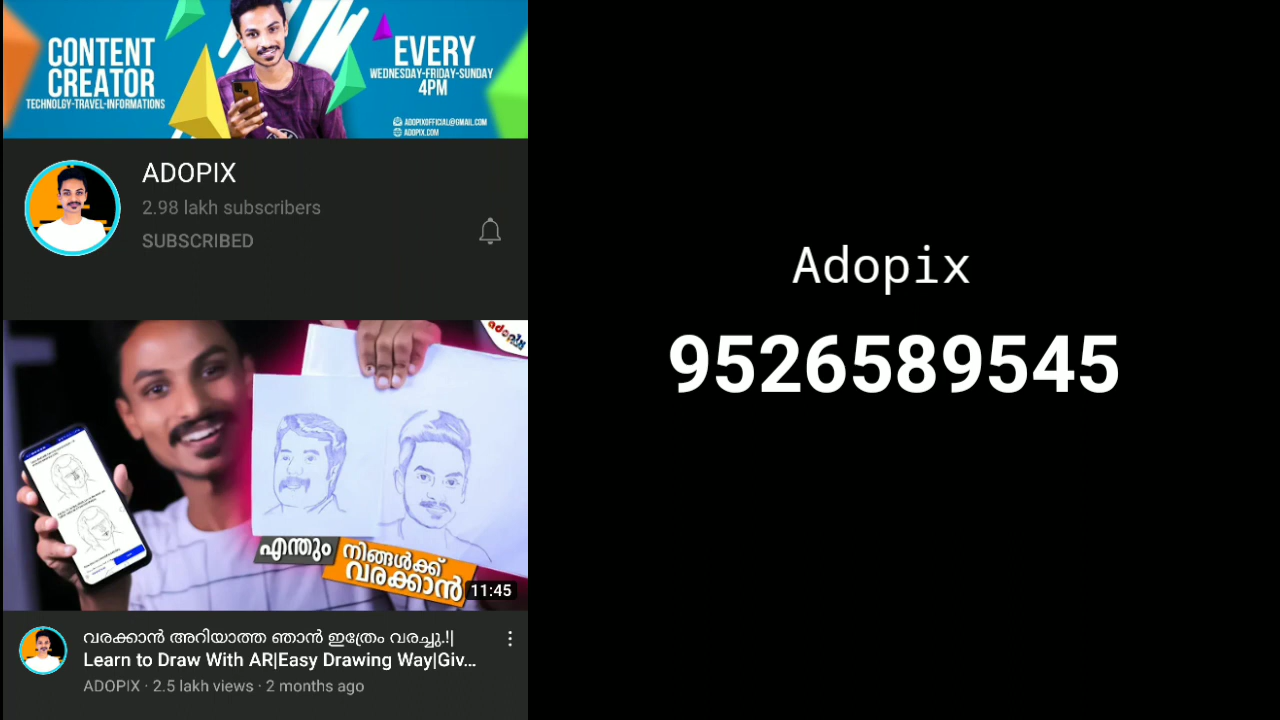 CONTENT
CREATOR
TECHNOLGY-TRAVEL-INFORMATIONS
EVERY
WEDNESDAY-FRIDAY-SUNDAY
4PM
ADOPIXOFFICIAL@GMAIL.COM
ADOPIX.COM
ADOPIX
2.98 lakh subscribers
SUBSCRIBED
adopix
എന്തും
നിങ്ങൾക്ക്
വരക്കാൻ
11:45
വരക്കാൻ അറിയാത്ത ഞാൻ ഇത്രേം വരച്ചു.!|
Learn to Draw With AR|Easy Drawing Way|Giv...
ADOPIX · 2.5 lakh views · 2 months ago
Adopix
9526589545